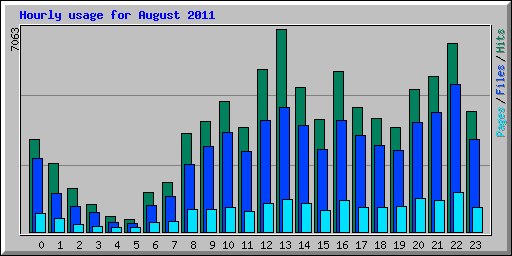 Hourly usage for August 2011
7063
Pages/Files/Hits
0 1 2 3 4 5 6 7 8 9 10 11 12 13 14 15 16 17 18 19 20 21 22 23